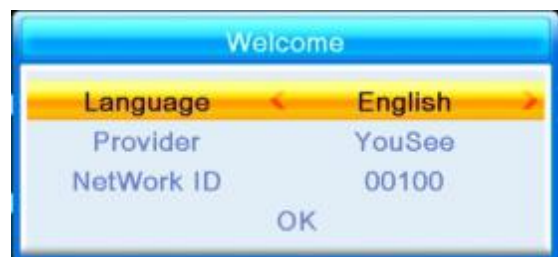 Welcome
Language < English >
Provider YouSee
NetWork ID 00100
OK